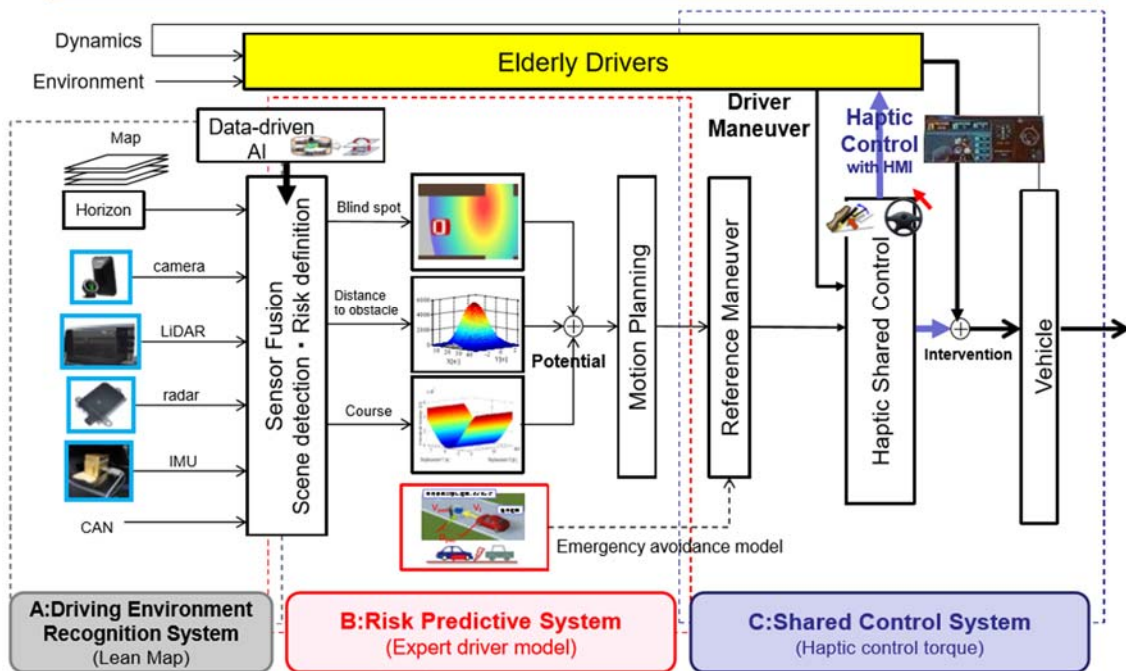 Dynamics
Environment
Elderly Drivers
Driver
Maneuver
Haptic
Control
with HMI
Map
Data-driven
AI
Horizon
camera
LiDAR
radar
IMU
CAN
Sensor Fusion
Scene detection・Risk definition
Blind spot
Distance
to obstacle
Course
Potential
Motion Planning
Reference Maneuver
Haptic Shared Control
Intervention
Vehicle
Emergency avoidance model
A:Driving Environment
Recognition System
(Lean Map)
B:Risk Predictive System
(Expert driver model)
C:Shared Control System
(Haptic control torque)